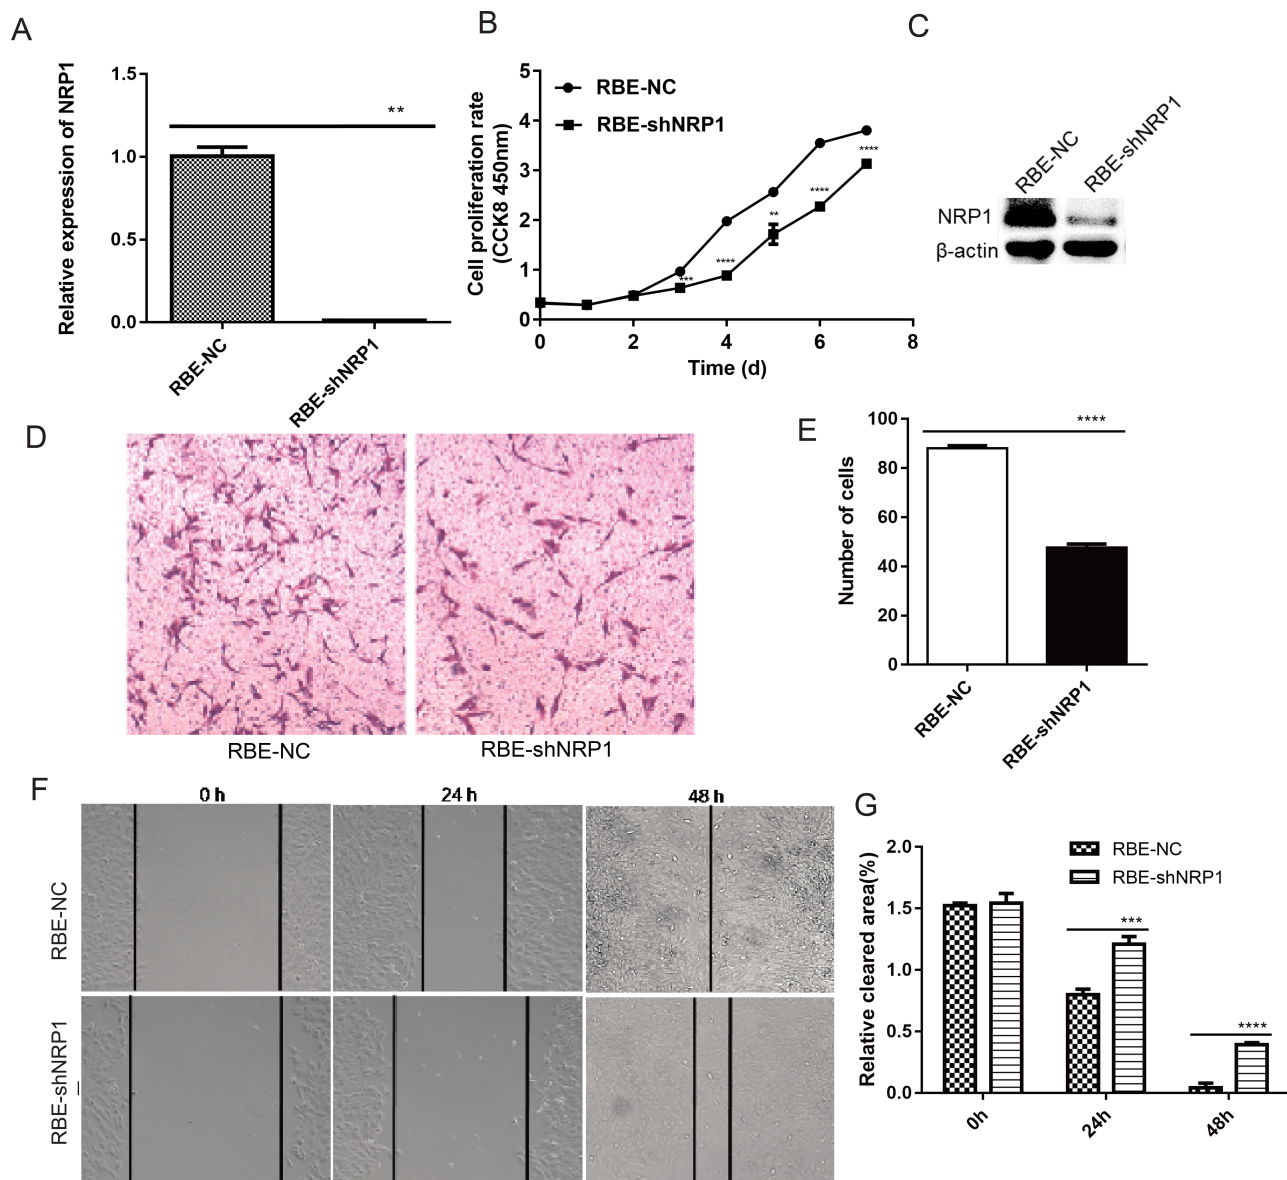 A
Relative expression of NRP1
1.5
1.0
0.5
0.0
**
RBE-NC
RBE-shNRP1
B
Cell proliferation rate
(CCK8 450nm)
5
4
3
2
1
0
RBE-NC
RBE-shNRP1
***
****
**
****
****
0 2 4 6 8
Time (d)
C
RBE-NC
RBE-shNRP1
NRP1
β-actin
D
RBE-NC
RBE-shNRP1
E
Number of cells
100
80
60
40
20
0
****
RBE-NC
RBE-shNRP1
F
0 h
24 h
48 h
RBE-NC
RBE-shNRP1
G
Relative cleared area(%)
2.0
1.5
1.0
0.5
0.0
RBE-NC
RBE-shNRP1
***
****
0h
24h
48h